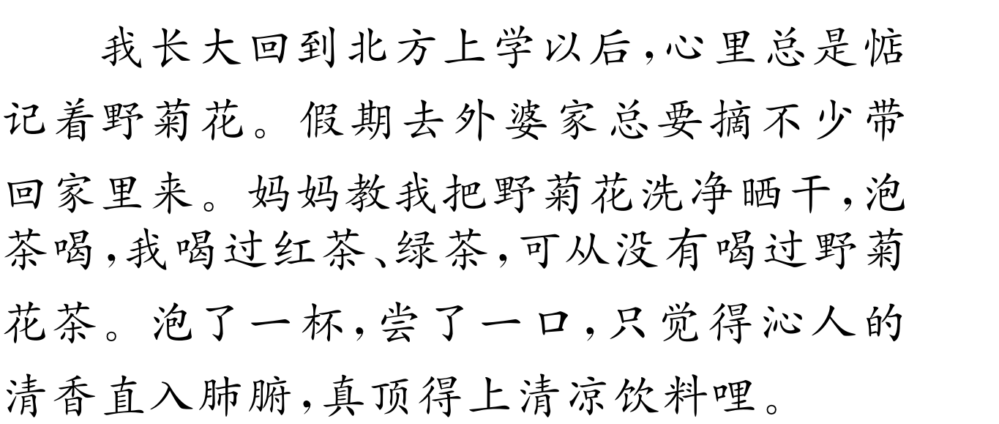 我长大回到北方上学以后,心里总是惦
记着野菊花。假期去外婆家总要摘不少带
回家里来。妈妈教我把野菊花洗净晒干,泡
茶喝,我喝过红茶、绿茶,可从没有喝过野菊
花茶。泡了一杯,尝了一口,只觉得沁人的
清香直入肺腑,真顶得上清凉饮料哩。